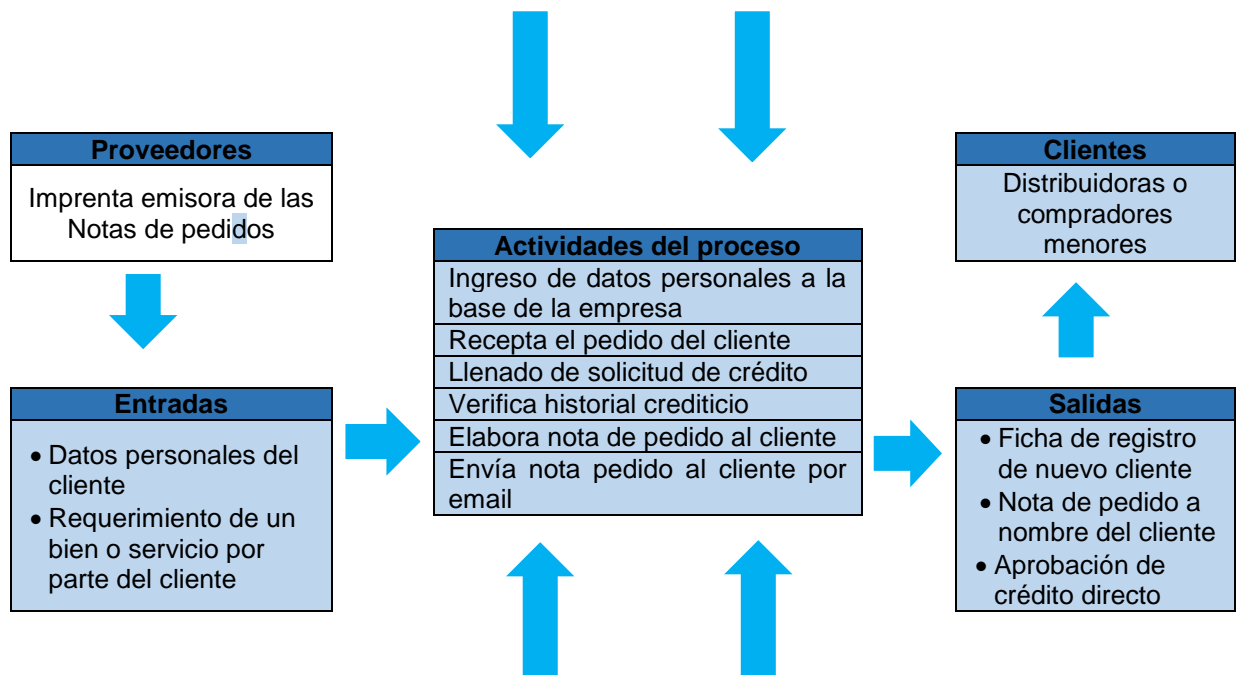 Proveedores
Imprenta emisora de las
Notas de pedidos
Entradas
• Datos personales del
cliente
• Requerimiento de un
bien o servicio por
parte del cliente
Actividades del proceso
Ingreso de datos personales a la
base de la empresa
Recepta el pedido del cliente
Llenado de solicitud de crédito
Verifica historial crediticio
Elabora nota de pedido al cliente
Envía nota pedido al cliente por
email
Clientes
Distribuidoras o
compradores
menores
Salidas
• Ficha de registro
de nuevo cliente
• Nota de pedido a
nombre del cliente
• Aprobación de
crédito directo